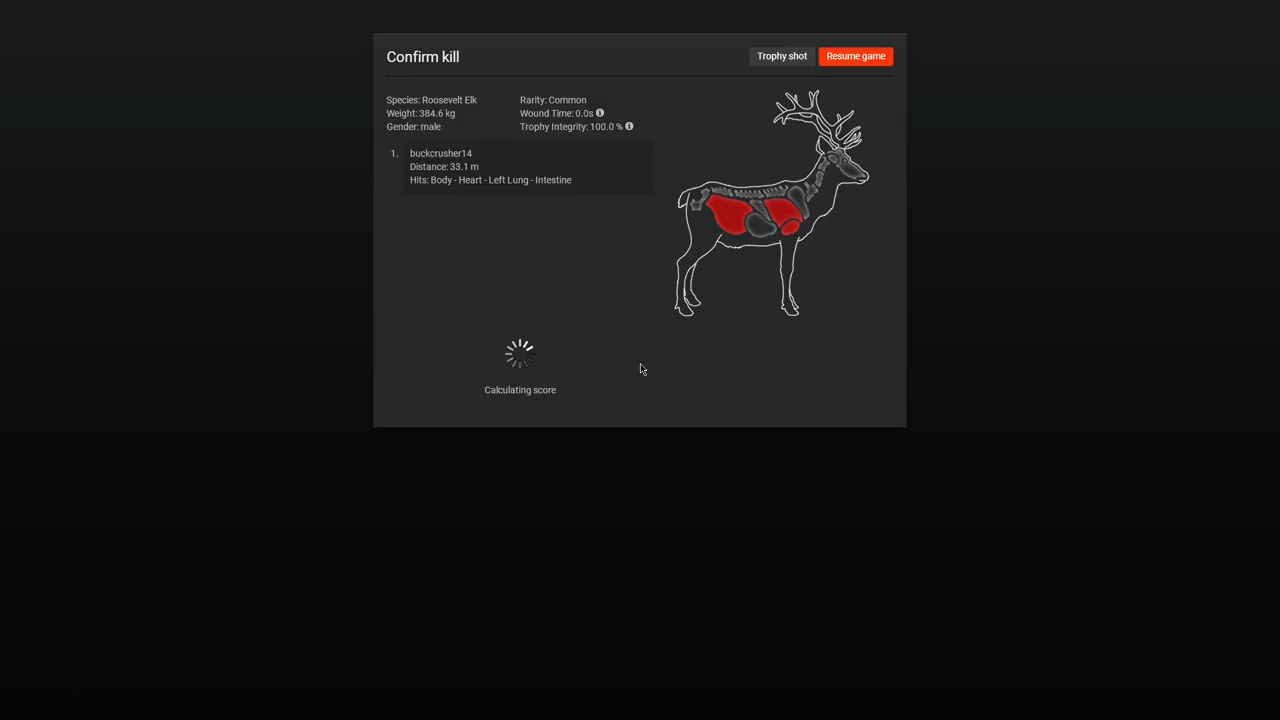 Confirm kill
Trophy shot
Resume game
Species: Roosevelt Elk
Weight: 384.6 kg
Gender: male
Rarity: Common
Wound Time: 0.0s
Trophy Integrity: 100.0 %
1. buckcrusher14
Distance: 33.1 m
Hits: Body - Heart - Left Lung - Intestine
Calculating score